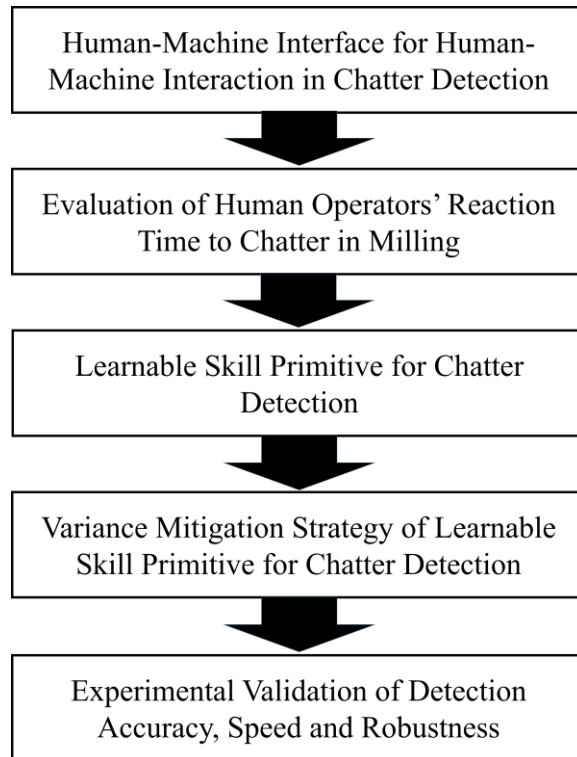 Human-Machine Interface for Human-
Machine Interaction in Chatter Detection
Evaluation of Human Operators’ Reaction
Time to Chatter in Milling
Learnable Skill Primitive for Chatter
Detection
Variance Mitigation Strategy of Learnable
Skill Primitive for Chatter Detection
Experimental Validation of Detection
Accuracy, Speed and Robustness